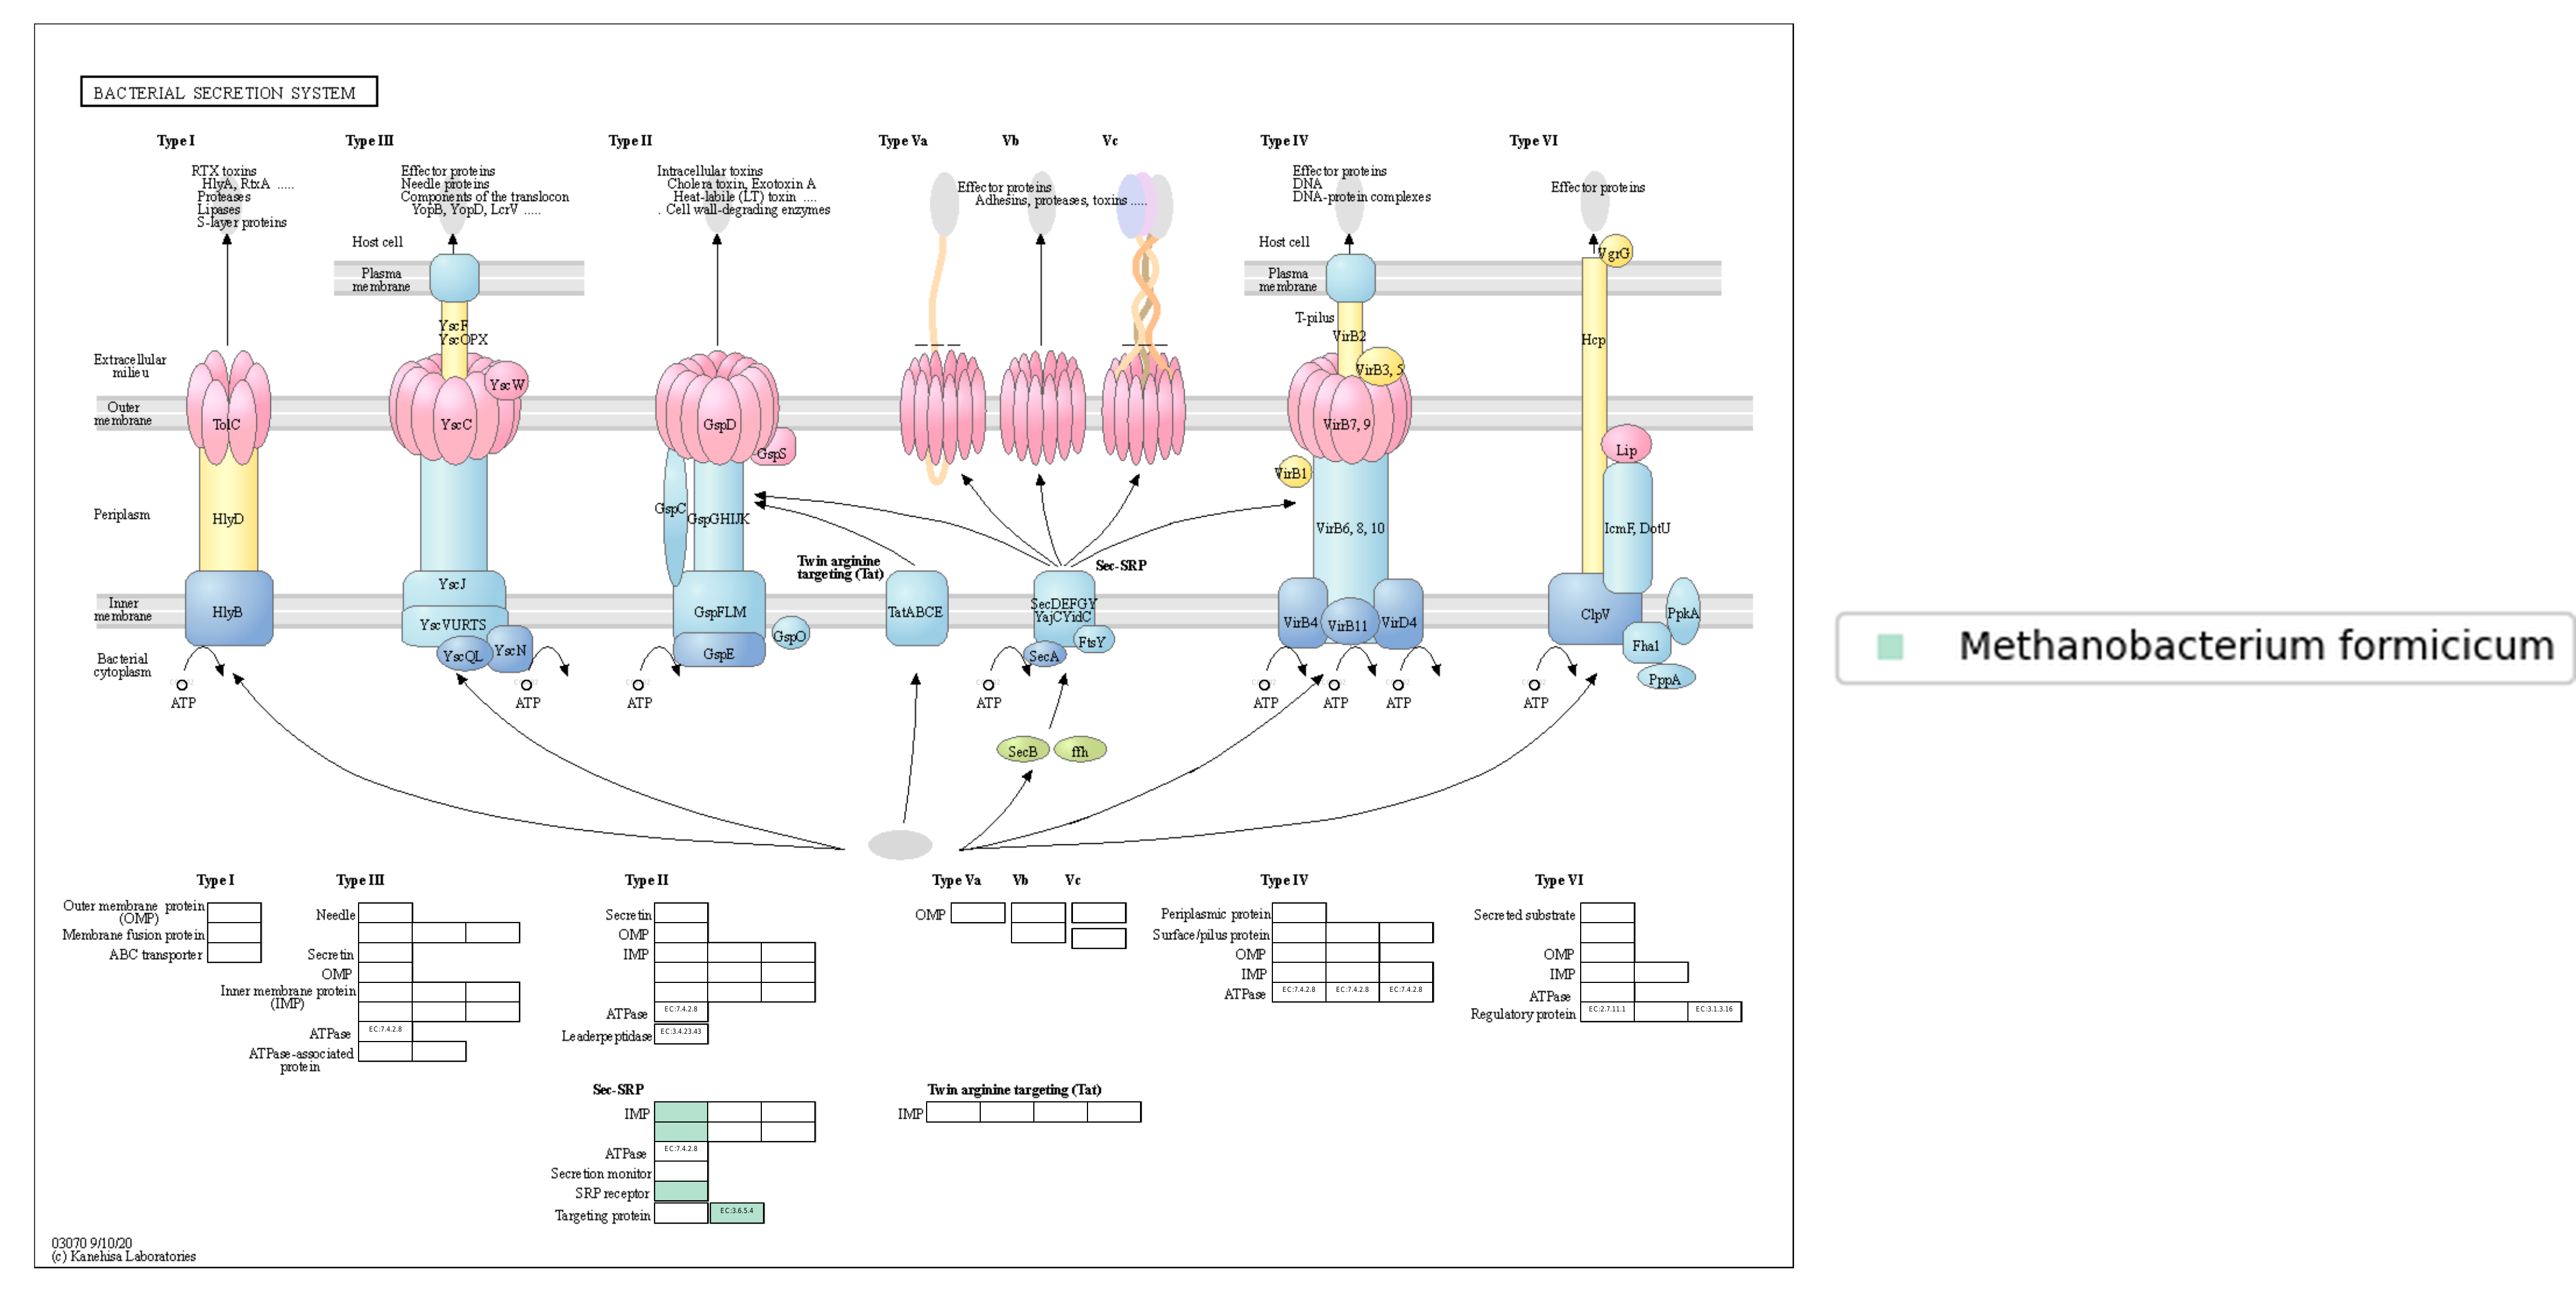 BACTERIAL SECRETION SYSTEM
Type I
Type III
Type II
Type Va
Vb
Vc
Type IV
Type VI
RTX toxins
HlyA, RtxA .....
Proteases
Lipases
S-layer proteins
Effector proteins
Needle proteins
Components of the translocon
YopB, YopD, LcrV .....
Intracellular toxins
Cholera toxin, Exotoxin A
Heat-labile (LT) toxin ....
. Cell wall-degrading enzymes
Effector proteins
Adhesins, proteases, toxins .....
Effector proteins
DNA
DNA-protein complexes
Effector proteins
Host cell
Host cell
Plasma
membrane
Plasma
membrane
VgrG
YscF
YscOPX
T-pilus
VirB2
Hcp
Extracellular
milieu
YscW
VirB3, 5
Outer
membrane
TolC
YscC
GspD
GspS
VirB7, 9
Lip
VirB1
Periplasm
HlyD
GspC
GspGHIJK
VirB6, 8, 10
IcmF, DotU
Twin arginine
targeting (Tat)
Sec-SRP
Inner
membrane
HlyB
YscJ
YscVURTS
YscQL
YscN
GspFLM
GspE
GspO
TatABCE
SecDEFGY
YajCYidC
FtsY
SecA
VirB4
VirB11
VirD4
ClpV
PpkA
Fha1
PppA
Bacterial
cytoplasm
ATP
ATP
ATP
ATP
ATP
ATP
ATP
ATP
SecB
ffh
Methanobacterium formicicum
Type I
Type III
Type II
Type Va
Vb
Vc
Type IV
Type VI
Outer membrane protein
(OMP)
Membrane fusion protein
ABC transporter
Needle
Secretin
OMP
Inner membrane protein
(IMP)
ATPase
EC:7.4.2.8
ATPase-associated
protein
Secretin
OMP
IMP
ATPase
EC:7.4.2.8
Leaderpeptidase
EC:3.4.23.43
OMP
Periplasmic protein
Surface/pilus protein
OMP
IMP
ATPase
EC:7.4.2.8
EC:7.4.2.8
EC:7.4.2.8
Secreted substrate
OMP
IMP
ATPase
Regulatory protein
EC:2.7.11.1
EC:3.1.3.16
Sec-SRP
IMP
ATPase
EC:7.4.2.8
Secretion monitor
SRP receptor
Targeting protein
EC:3.6.5.4
Twin arginine targeting (Tat)
IMP
03070 9/10/20
(c) Kanehisa Laboratories